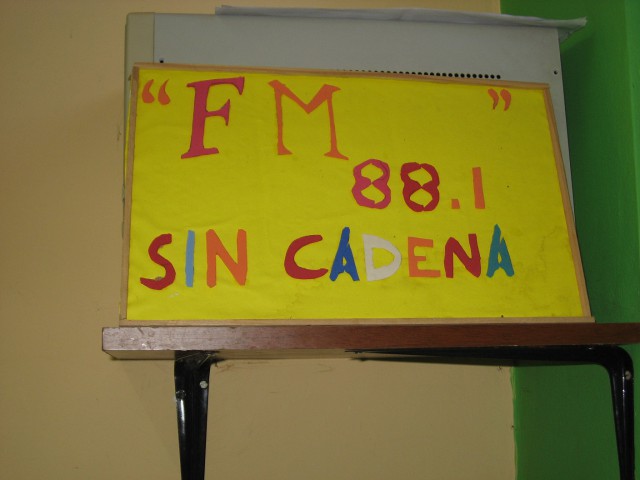 “FM ”
88.1
SIN CADENA